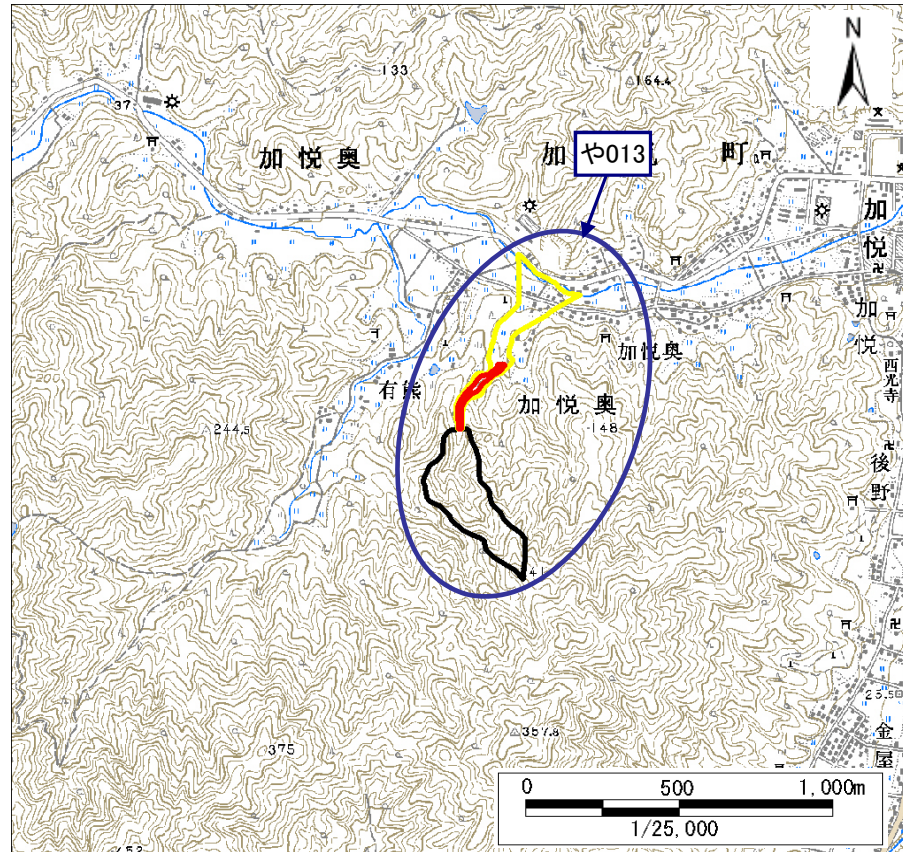 N
133
164.4
37
加悦奥
加
町
や013
加悦
加悦
加悦奥
有熊
加悦奥
148
244.5
西光寺
後野
25.5
357.8
375
金屋
0 500 1,000m
1/25,000